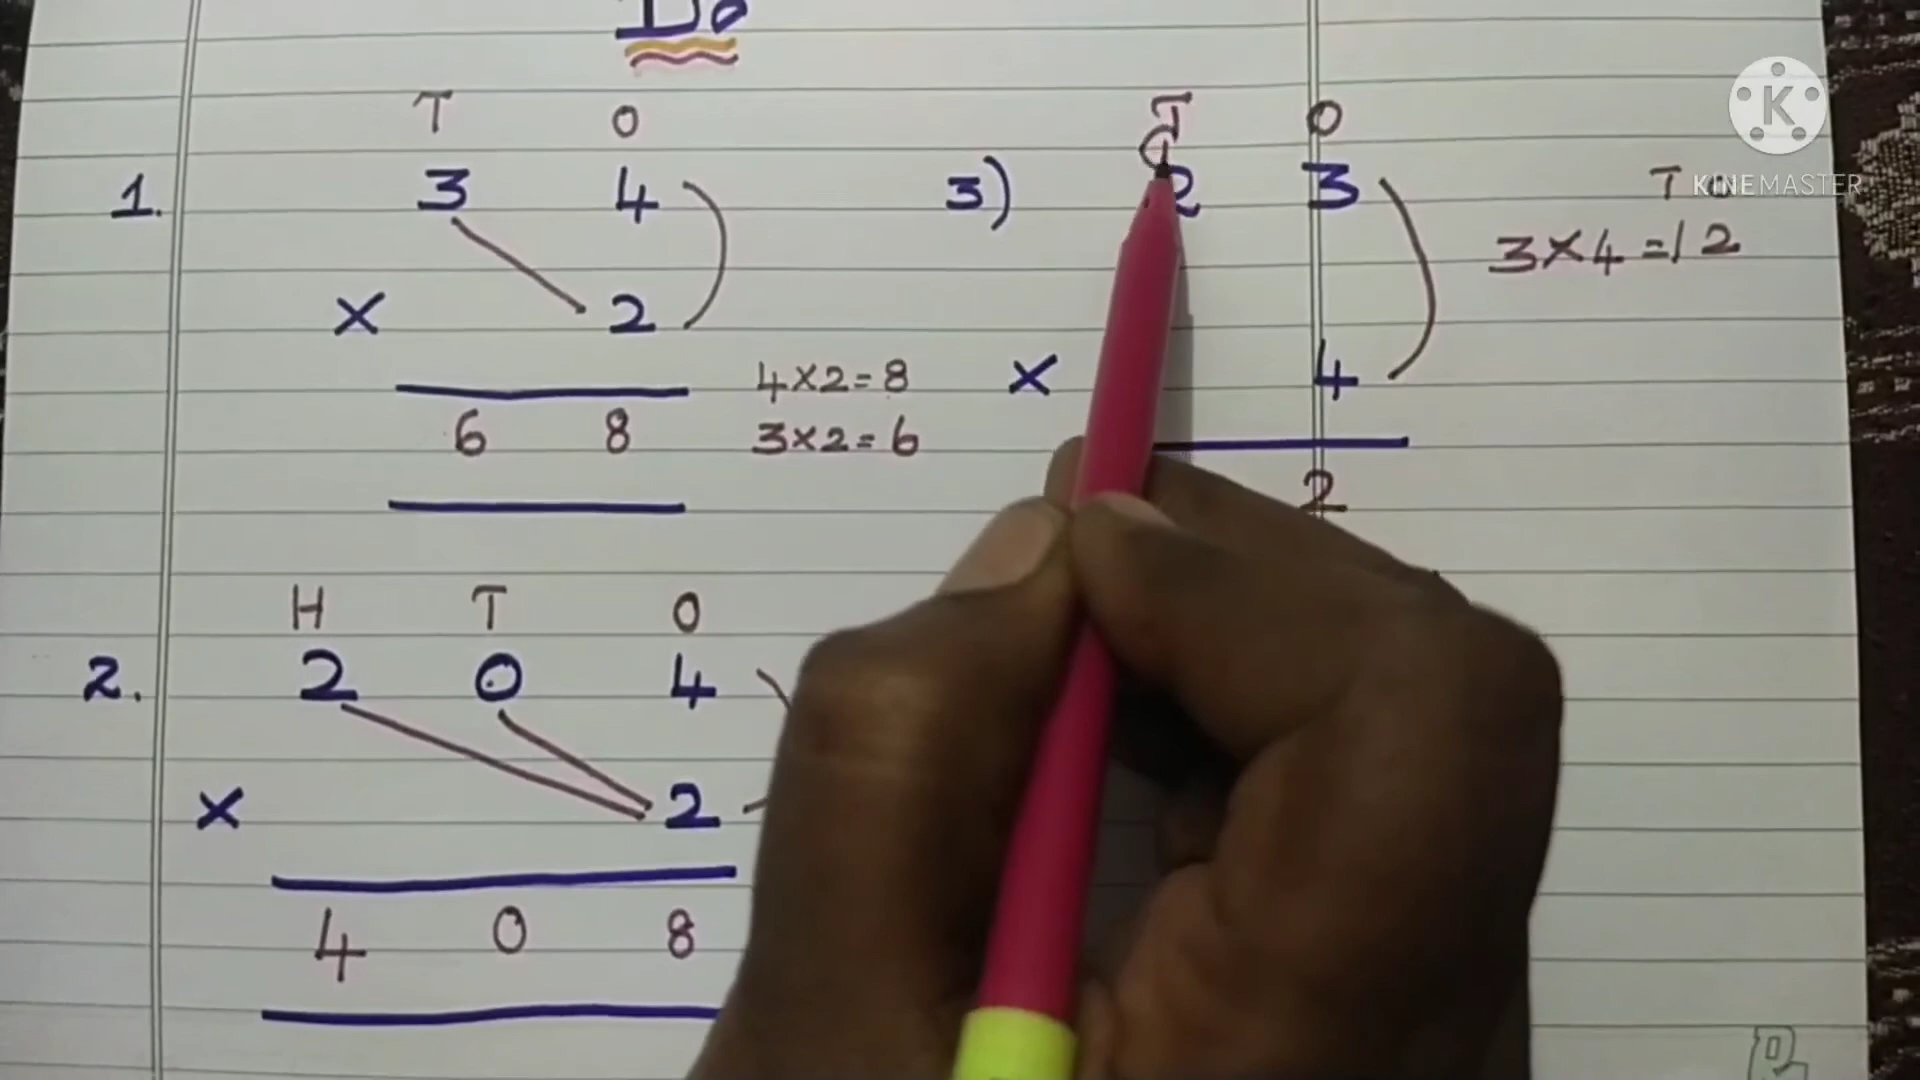 T O
1. 3 4
× 2
6 8
4×2=8
3×2=6
H T O
2. 2 0 4
× 2
4 0 8
T O
3) 2 3
× 4
2
T O
3×4=12
K
KINEMASTER